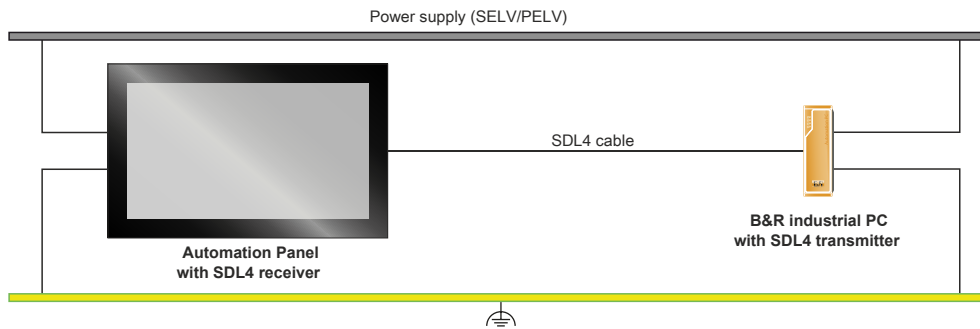 Power supply (SELV/PELV)
SDL4 cable
Automation Panel
with SDL4 receiver
B&R industrial PC
with SDL4 transmitter